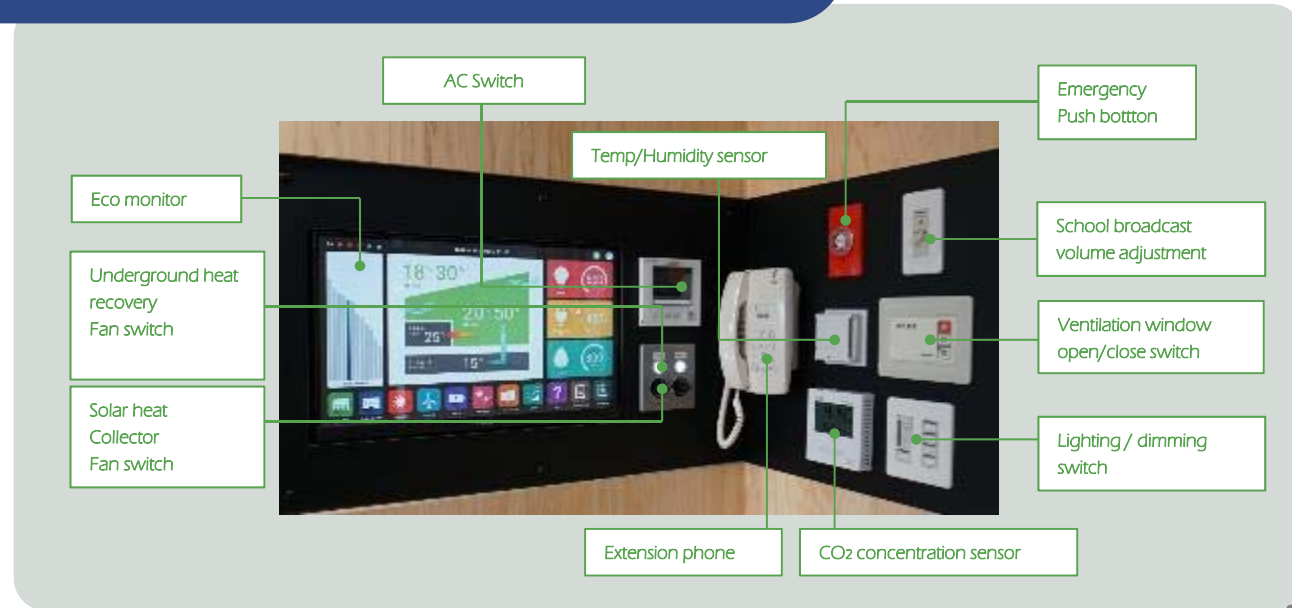 AC Switch
Emergency
Push bottton
Temp/Humidity sensor
Eco monitor
School broadcast
volume adjustment
Underground heat
recovery
Fan switch
Ventilation window
open/close switch
Solar heat
Collector
Fan switch
Lighting / dimming
switch
Extension phone
CO2 concentration sensor
18°30'
20°50'
25°
15°